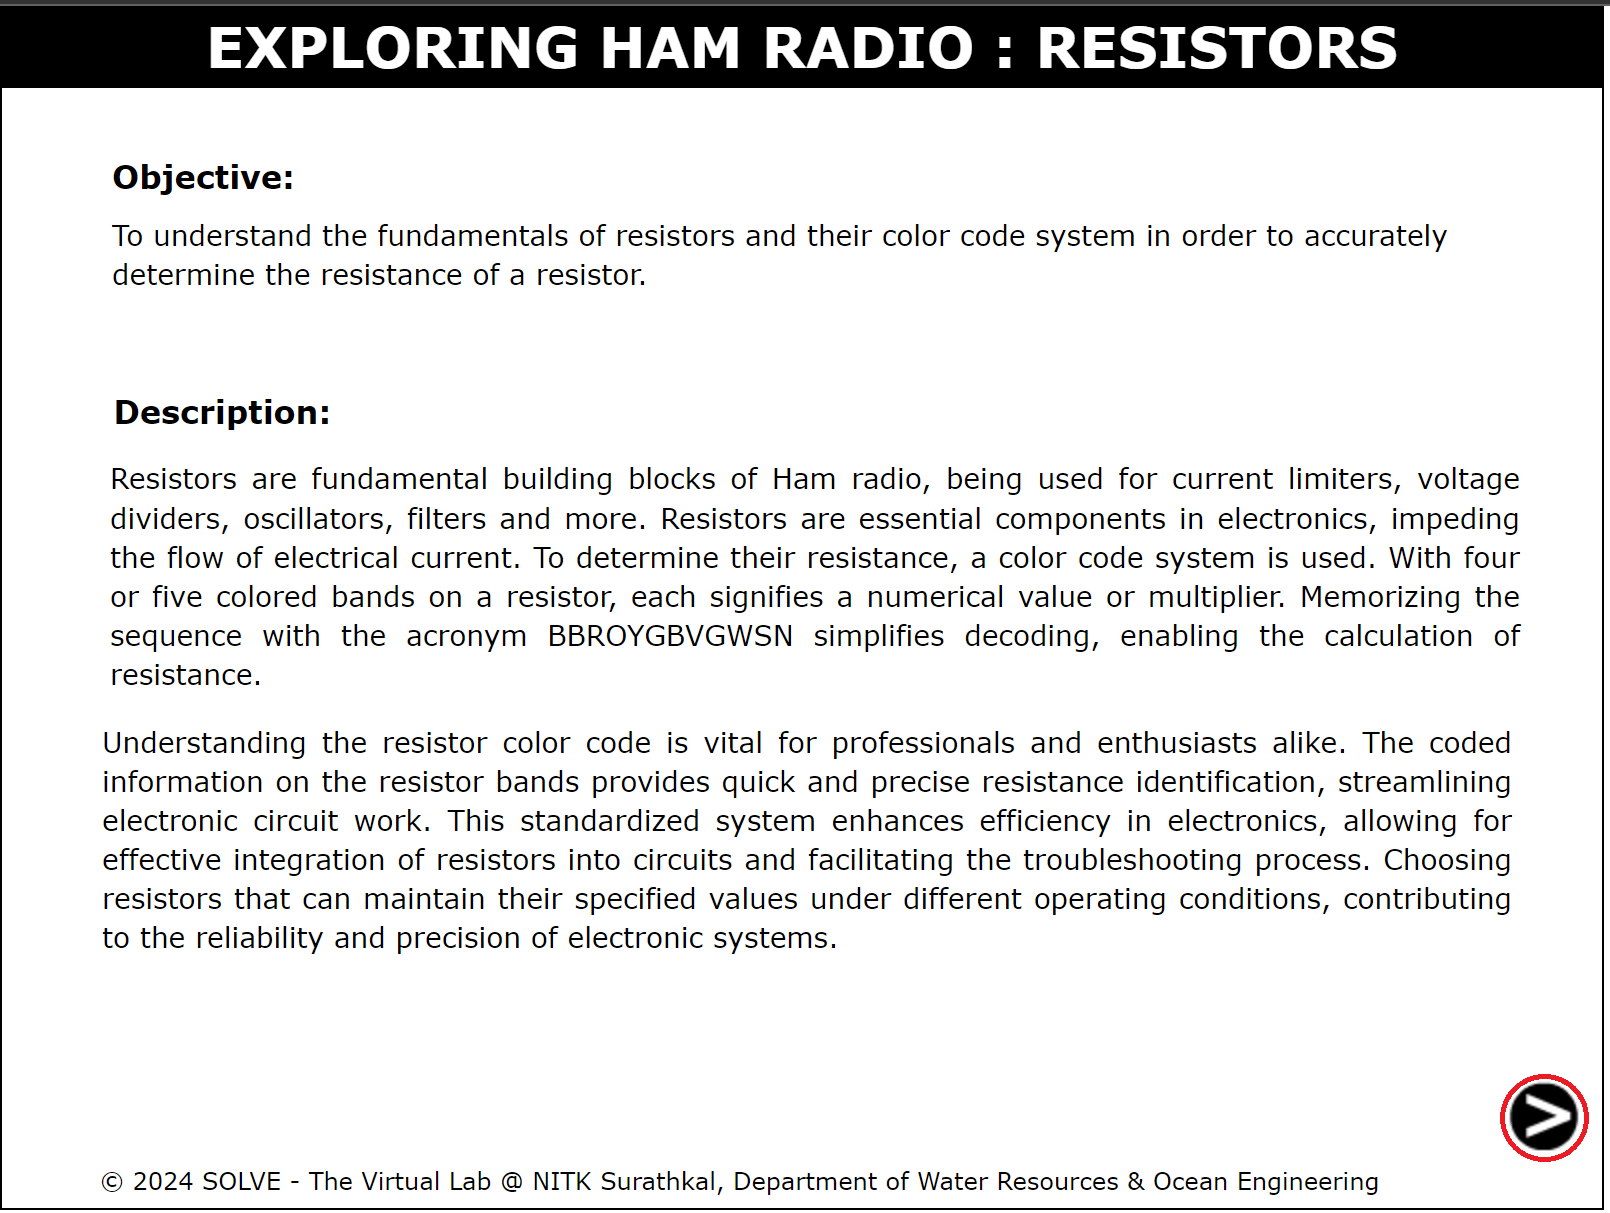 EXPLORING HAM RADIO : RESISTORS
Objective:
To understand the fundamentals of resistors and their color code system in order to accurately
determine the resistance of a resistor.
Description:
Resistors are fundamental building blocks of Ham radio, being used for current limiters, voltage
dividers, oscillators, filters and more. Resistors are essential components in electronics, impeding
the flow of electrical current. To determine their resistance, a color code system is used. With four
or five colored bands on a resistor, each signifies a numerical value or multiplier. Memorizing the
sequence with the acronym BBROYGBVGWSN simplifies decoding, enabling the calculation of
resistance.
Understanding the resistor color code is vital for professionals and enthusiasts alike. The coded
information on the resistor bands provides quick and precise resistance identification, streamlining
electronic circuit work. This standardized system enhances efficiency in electronics, allowing for
effective integration of resistors into circuits and facilitating the troubleshooting process. Choosing
resistors that can maintain their specified values under different operating conditions, contributing
to the reliability and precision of electronic systems.
>
© 2024 SOLVE - The Virtual Lab @ NITK Surathkal, Department of Water Resources & Ocean Engineering